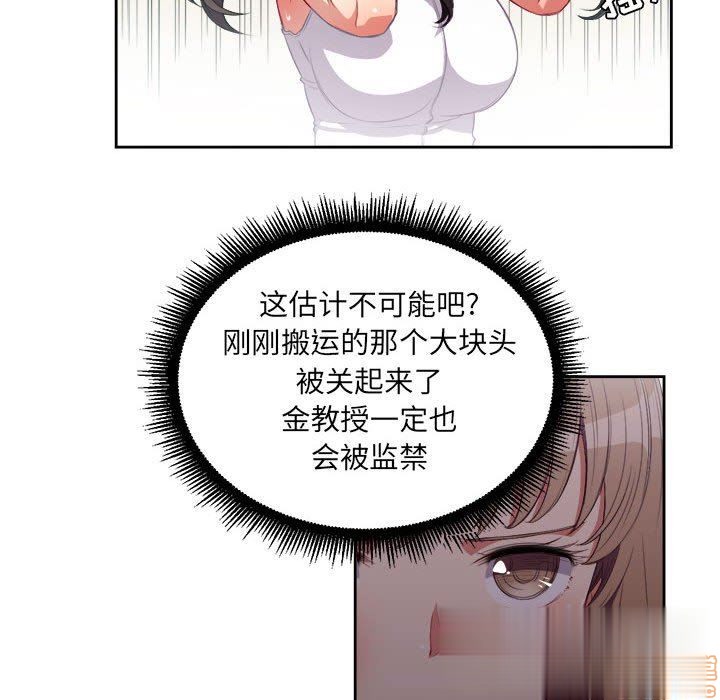 这估计不可能吧?
刚刚搬运的那个大块头
被关起来了
金教授一定也
会被监禁